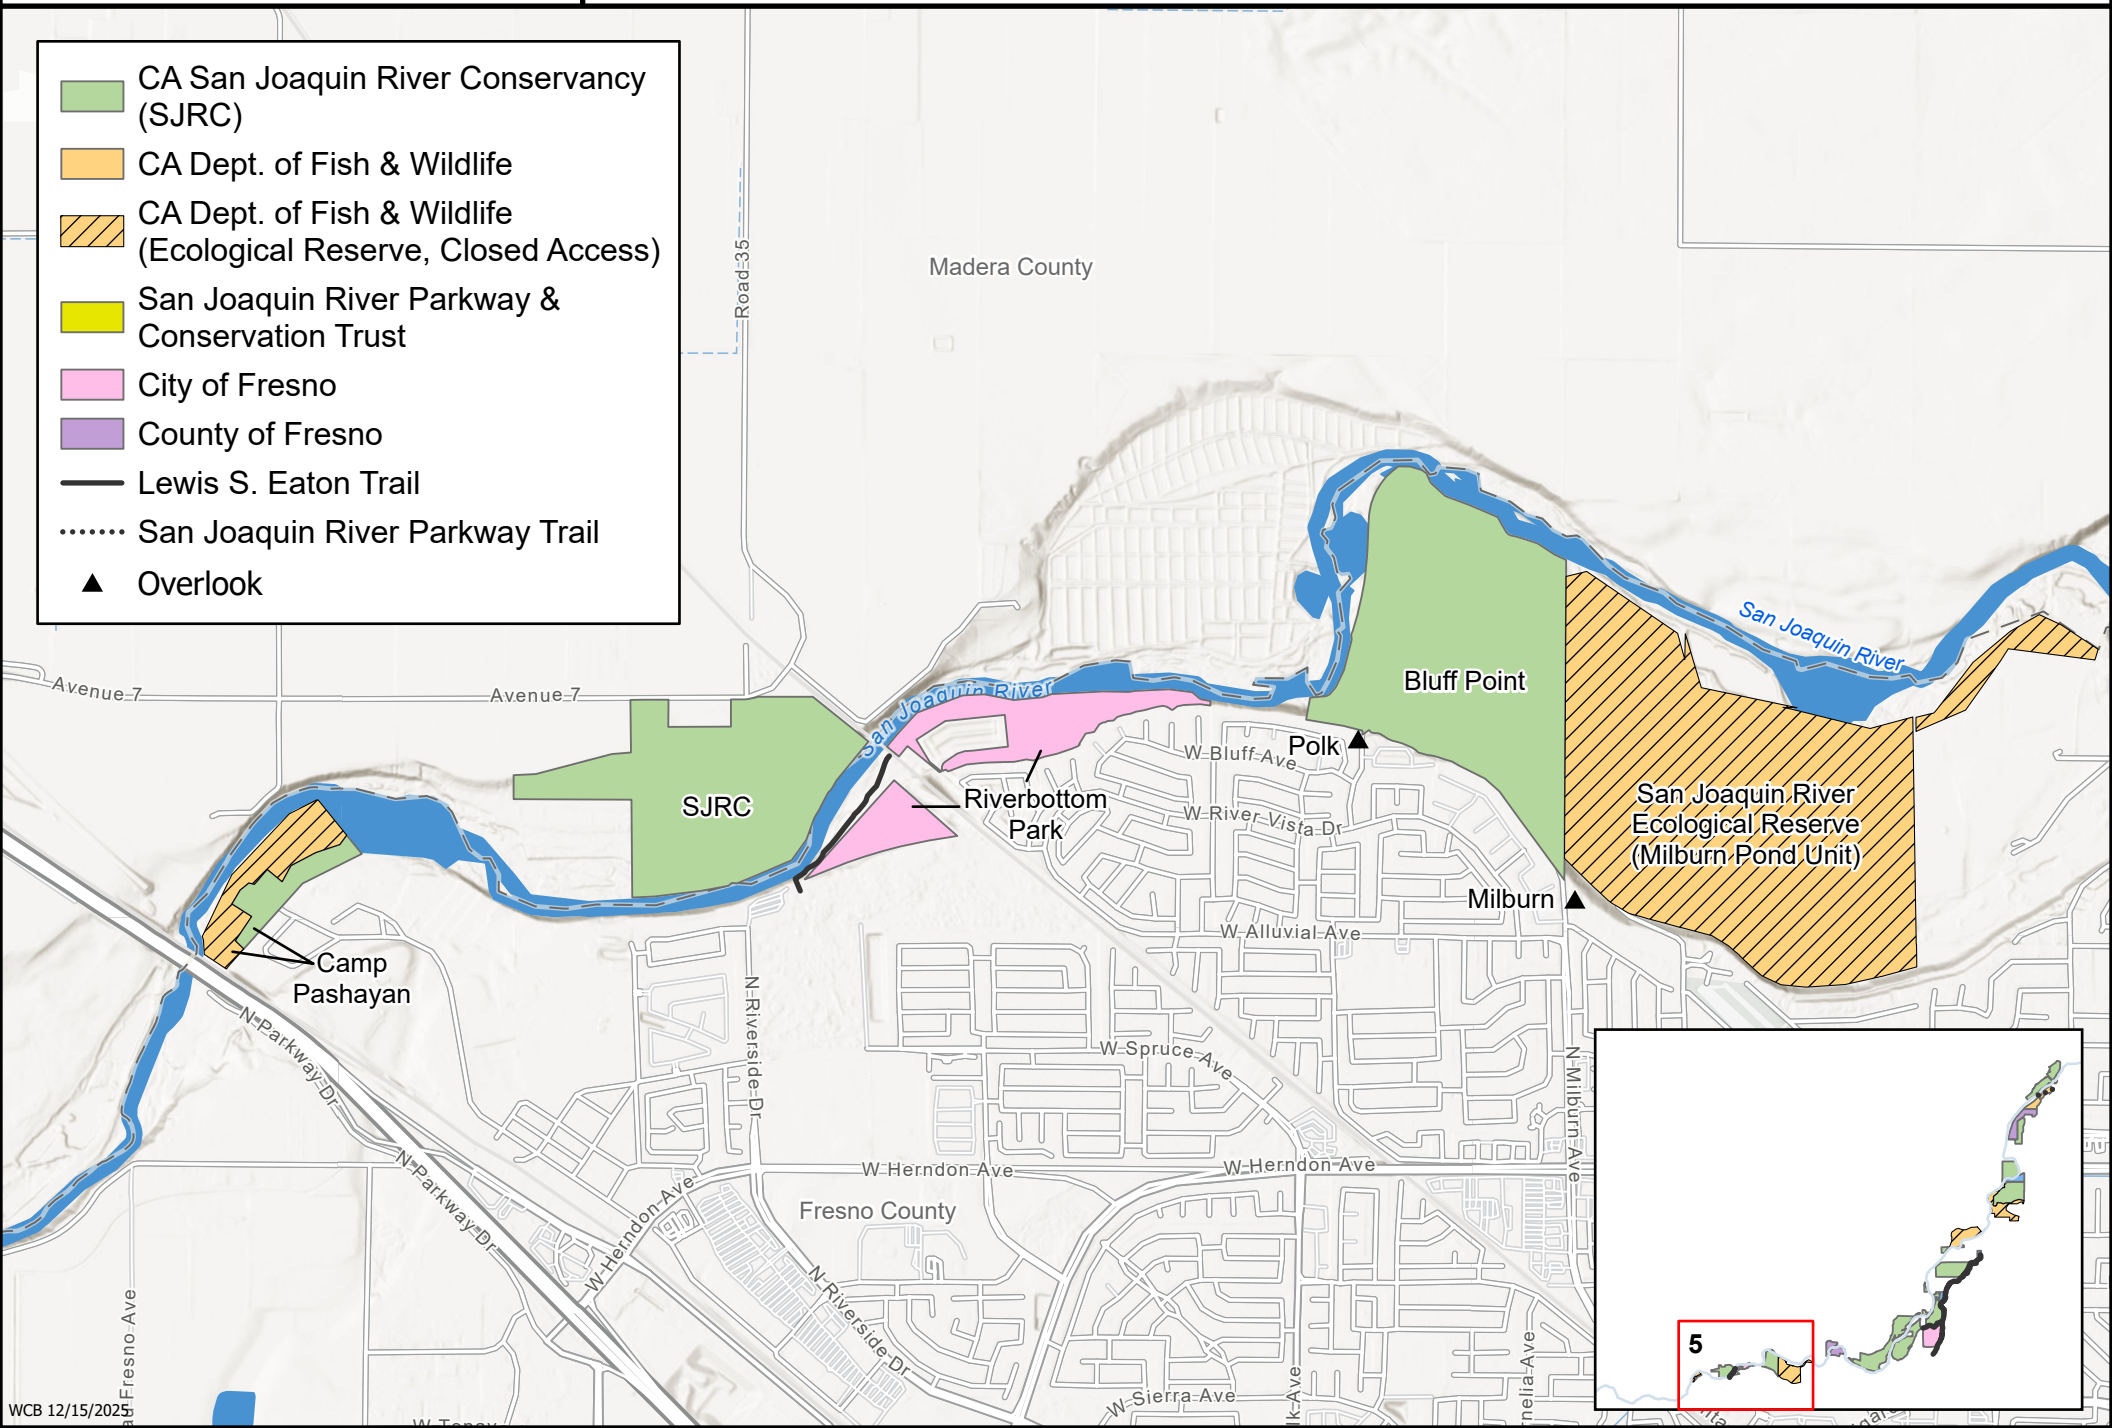 CA San Joaquin River Conservancy
(SJRC)
CA Dept. of Fish & Wildlife
CA Dept. of Fish & Wildlife
(Ecological Reserve, Closed Access)
San Joaquin River Parkway &
Conservation Trust
City of Fresno
County of Fresno
Lewis S. Eaton Trail
San Joaquin River Parkway Trail
Overlook
Road 35
Madera County
Avenue 7
Avenue 7
San Joaquin River
San Joaquin River
Bluff Point
Polk
W Bluff Ave
SJRC
Riverbottom
Park
W River Vista Dr
San Joaquin River
Ecological Reserve
(Milburn Pond Unit)
Milburn
W Alluvial Ave
Camp
Pashayan
N Parkway Dr
N Riverside Dr
W Spruce Ave
N Milburn Ave
N Parkway Dr
W Herndon Ave
W Herndon Ave
W Herndon Ave
Fresno County
N Riverside Dr
Fresno Ave
W Sierra Ave
5
WCB 12/15/2025